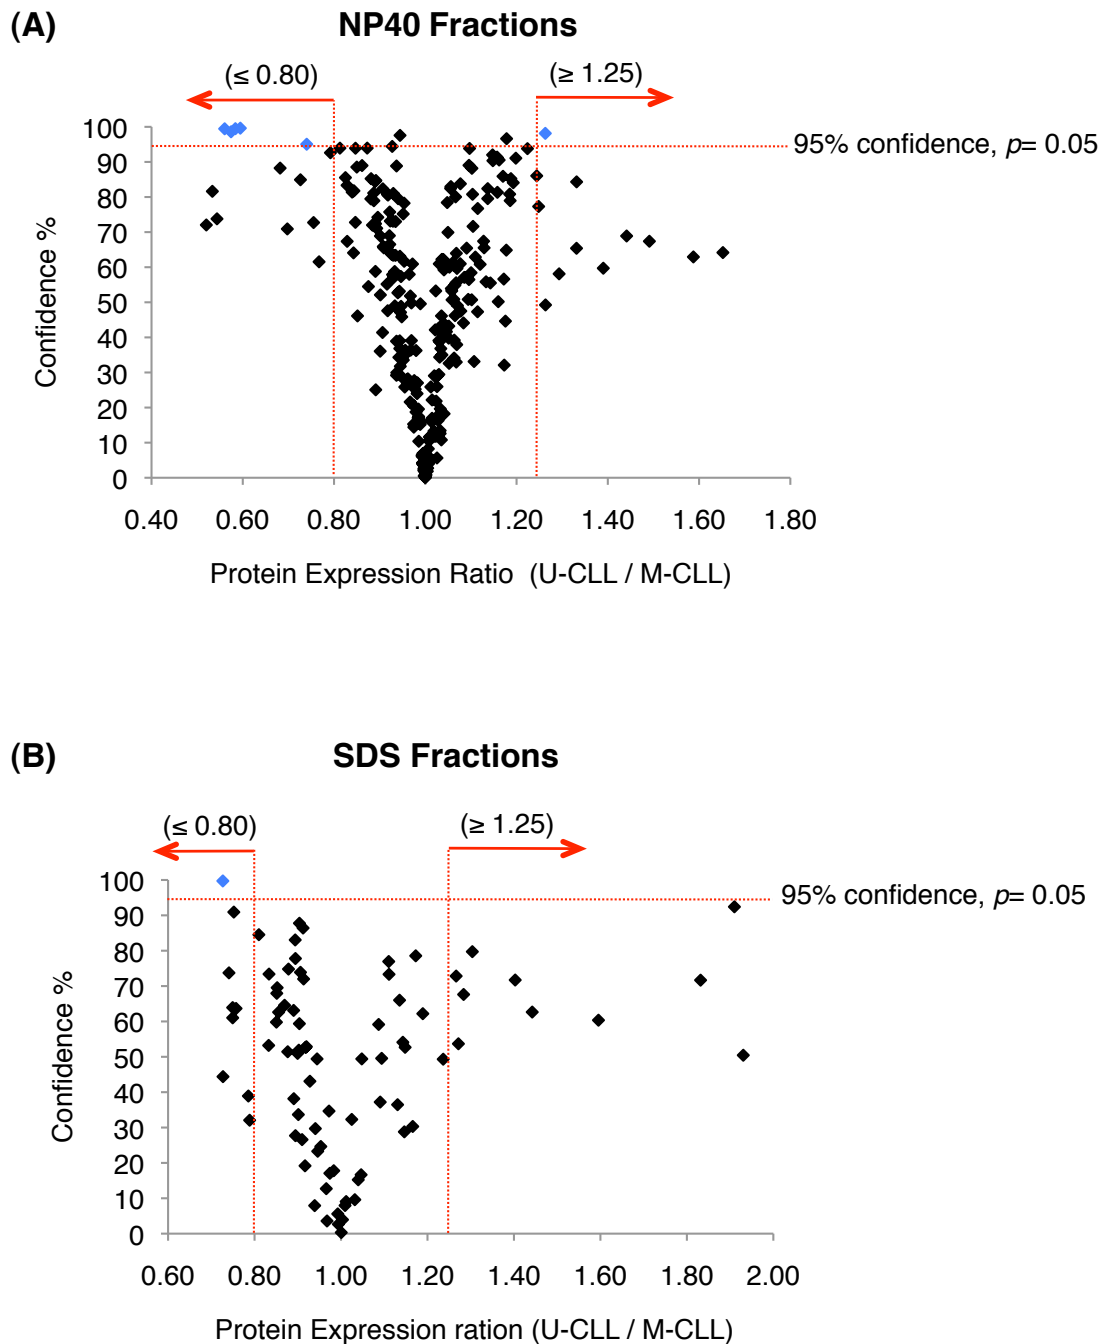 (A)
NP40 Fractions
(≤ 0.80)
(≥ 1.25)
100
90
80
70
60
50
40
30
20
10
0
Confidence %
95% confidence, p= 0.05
0.40 0.60 0.80 1.00 1.20 1.40 1.60 1.80
Protein Expression Ratio (U-CLL / M-CLL)
(B)
SDS Fractions
(≤ 0.80)
(≥ 1.25)
100
90
80
70
60
50
40
30
20
10
0
Confidence %
95% confidence, p= 0.05
0.60 0.80 1.00 1.20 1.40 1.60 1.80 2.00
Protein Expression ration (U-CLL / M-CLL)